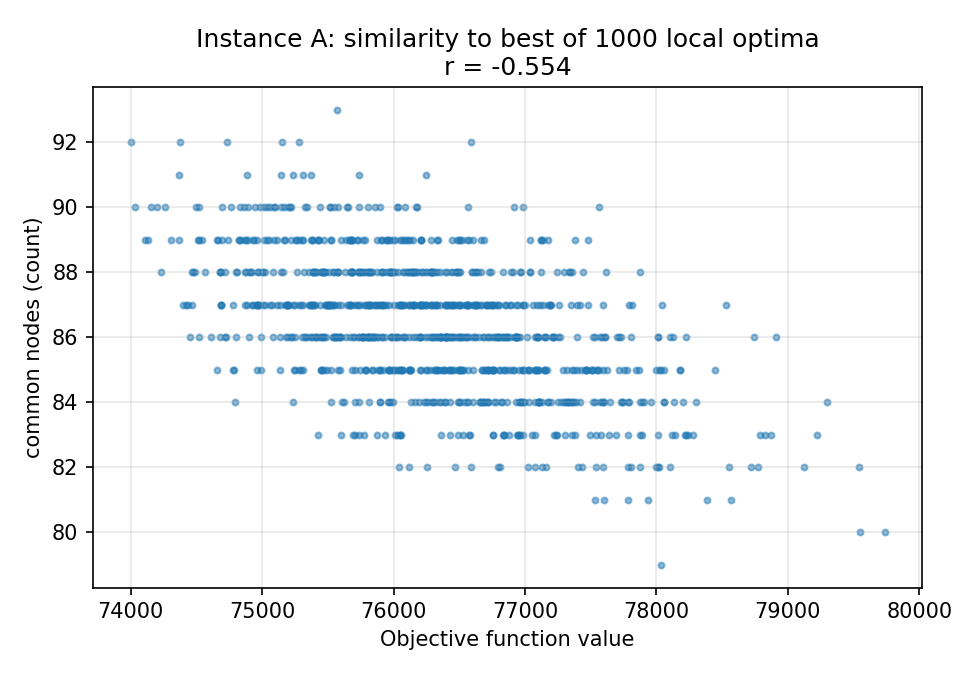 Instance A: similarity to best of 1000 local optima
r = -0.554
common nodes (count)
92
90
88
86
84
82
80
74000 75000 76000 77000 78000 79000 80000
Objective function value